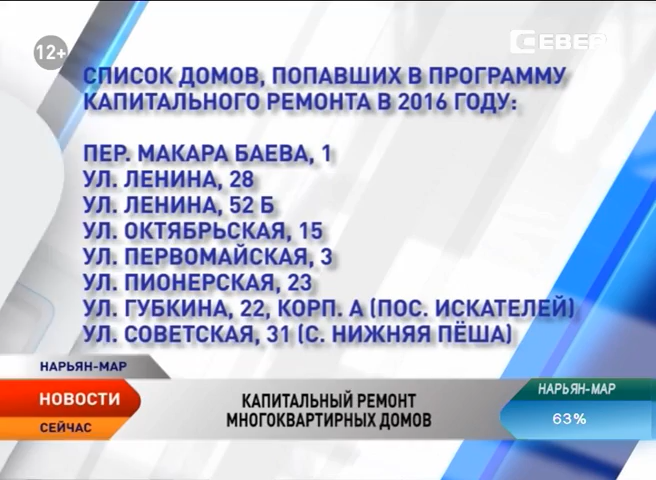 12+
СЕВЕР
СПИСОК ДОМОВ, ПОПАВШИХ В ПРОГРАММУ
КАПИТАЛЬНОГО РЕМОНТА В 2016 ГОДУ:
ПЕР. МАКАРА БАЕВА, 1
УЛ. ЛЕНИНА, 28
УЛ. ЛЕНИНА, 52 Б
УЛ. ОКТЯБРЬСКАЯ, 15
УЛ. ПЕРВОМАЙСКАЯ, 3
УЛ. ПИОНЕРСКАЯ, 23
УЛ. ГУБКИНА, 22, КОРП. А (ПОС. ИСКАТЕЛЕЙ)
УЛ. СОВЕТСКАЯ, 31 (С. НИЖНЯЯ ПЁША)
НАРЬЯН-МАР
НОВОСТИ
СЕЙЧАС
КАПИТАЛЬНЫЙ РЕМОНТ
МНОГОКВАРТИРНЫХ ДОМОВ
НАРЬЯН-МАР
63%